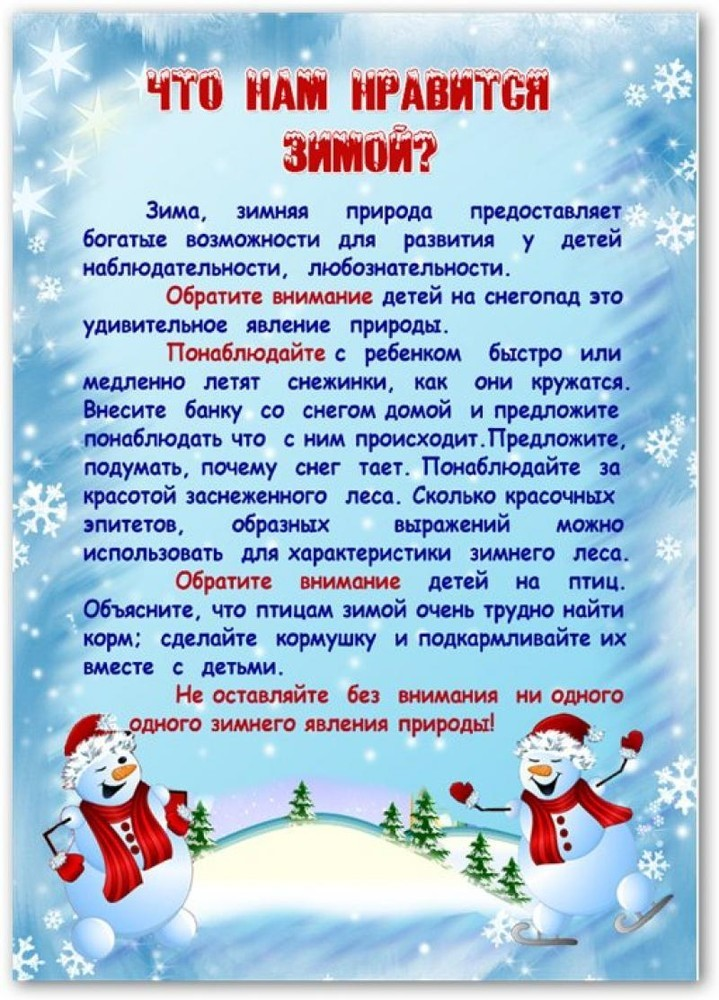 ЧТО НАМ НРАВИТСЯ
ЗИМОЙ?
Зима, зимняя природа предоставляет
богатые возможности для развития у детей
наблюдательности, любознательности.
Обратите внимание детей на снегопад это
удивительное явление природы.
Понаблюдайте с ребенком быстро или
медленно летят снежинки, как они кружатся.
Внесите банку со снегом домой и предложите
понаблюдать что с ним происходит.Предложите,
подумать, почему снег тает. Понаблюдайте за
красотой заснеженного леса. Сколько красочных
эпитетов, образных выражений можно
использовать для характеристики зимнего леса.
Обратите внимание детей на птиц.
Объясните, что птицам зимой очень трудно найти
корм; сделайте кормушку и подкармливайте их
вместе с детьми.
Не оставляйте без внимания ни одного
одного зимнего явления природы!